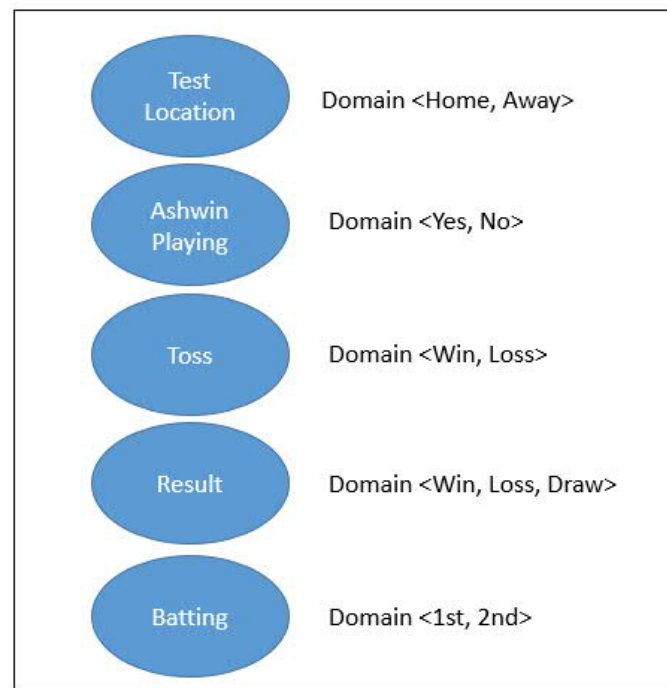 Test
Location
Domain <Home, Away>
Ashwin
Playing
Domain <Yes, No>
Toss
Domain <Win, Loss>
Result
Domain <Win, Loss, Draw>
Batting
Domain <1st, 2nd>